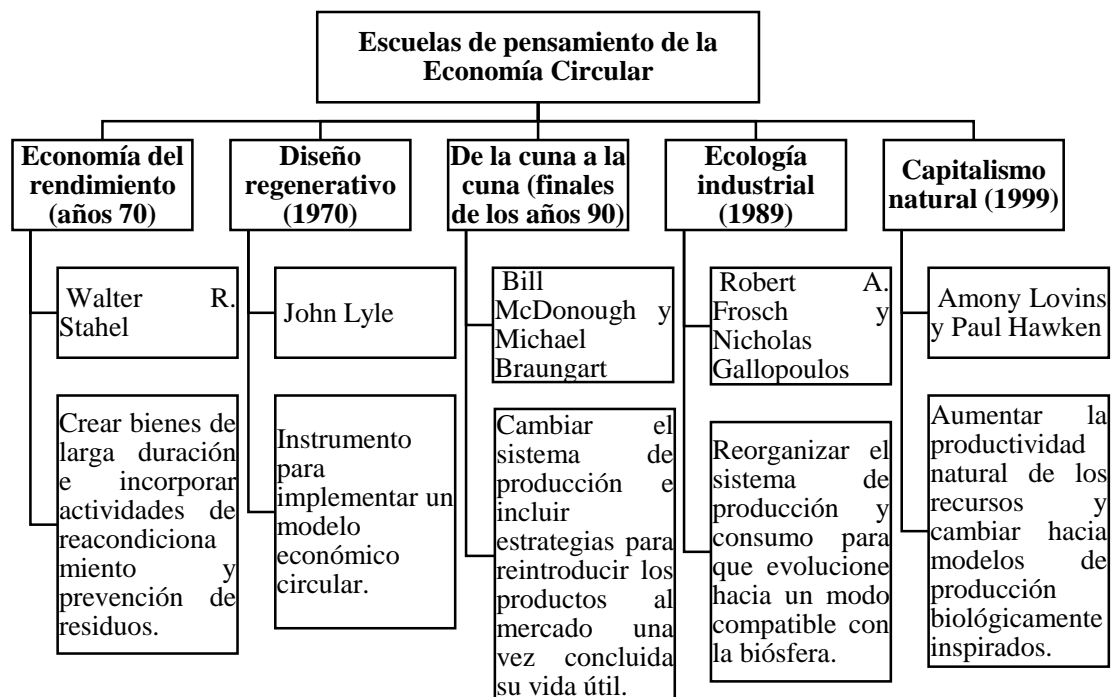 Escuelas de pensamiento de la
Economía Circular
Economía del
rendimiento
(años 70)
Walter R.
Stahel
Crear bienes de
larga duración
e incorporar
actividades de
reacondiciona
miento y
prevención de
residuos.
Diseño
regenerativo
(1970)
John Lyle
Instrumento
para
implementar un
modelo
económico
circular.
De la cuna a la
cuna (finales
de los años 90)
Bill
McDonough y
Michael
Braungart
Cambiar el
sistema de
producción e
incluir
estrategias para
reintroducir los
productos al
mercado una
vez concluida
su vida útil.
Ecología
industrial
(1989)
Robert A.
Frosch y
Nicholas
Gallopoulos
Reorganizar el
sistema de
producción y
consumo para
que evolucione
hacia un modo
compatible con
la biósfera.
Capitalismo
natural (1999)
Amony Lovins
y Paul Hawken
Aumentar la
productividad
natural de los
recursos y
cambiar hacia
modelos de
producción
biológicamente
inspirados.